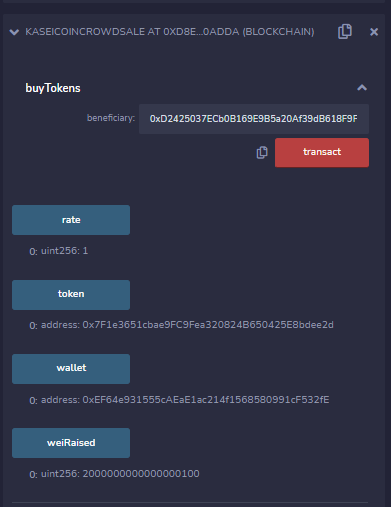 KASEICOINCROWDSALE AT 0XD8E...0ADDA (BLOCKCHAIN)
buyTokens
beneficiary: 0xD2425037ECb0B169E9B5a20Af39dB618F9F
transact
rate
0: uint256: 1
token
0: address: 0x7F1e3651cbae9FC9Fea320824B650425E8bdee2d
wallet
0: address: 0xEF64e931555cAEaE1ac214f1568580991cF532fE
weiRaised
0: uint256: 2000000000000000100